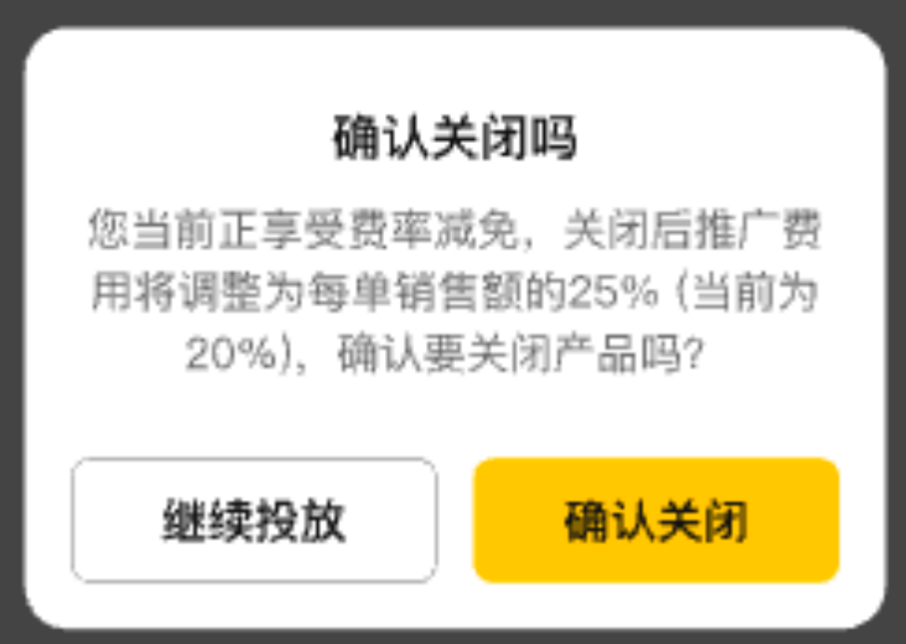 确认关闭吗
您当前正享受费率减免，关闭后推广费
用将调整为每单销售额的25% (当前为
20%)，确认要关闭产品吗?
继续投放
确认关闭